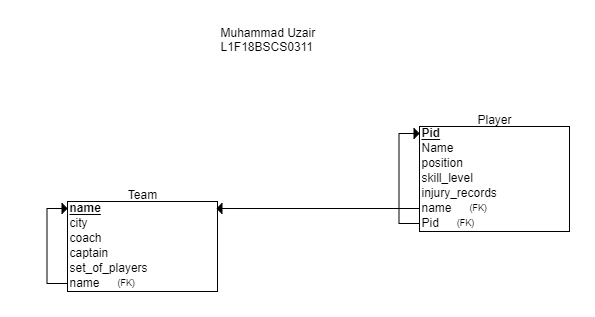 Muhammad Uzair
L1F18BSCS0311
Player
Pid
Name
position
skill_level
injury_records
name (FK)
Pid (FK)
Team
name
city
coach
captain
set_of_players
name (FK)